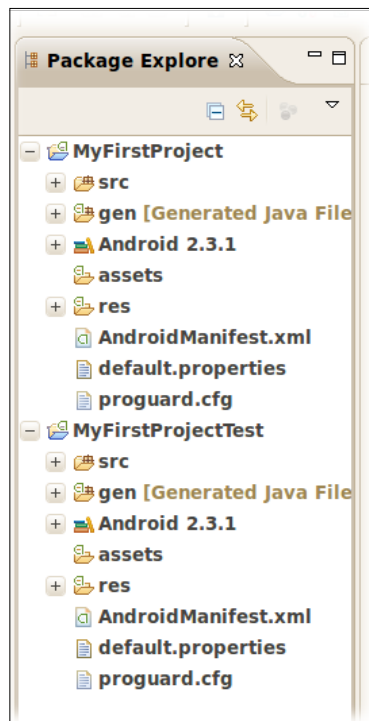 Package Explore
MyFirstProject
src
gen [Generated Java File
Android 2.3.1
assets
res
AndroidManifest.xml
default.properties
proguard.cfg
MyFirstProjectTest
src
gen [Generated Java File
Android 2.3.1
assets
res
AndroidManifest.xml
default.properties
proguard.cfg